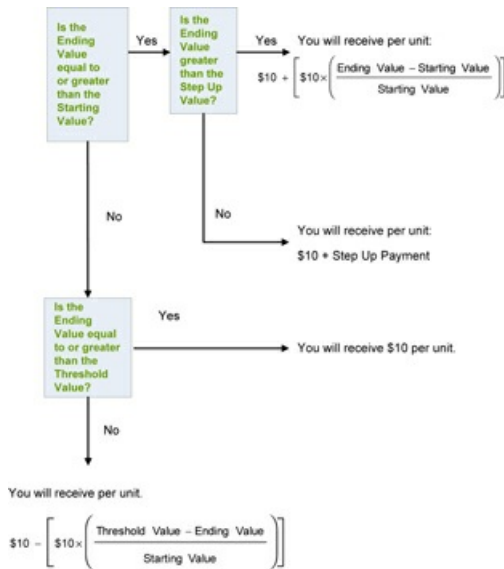 Is the
Ending
Value
equal to
or greater
than the
Starting
Value?
Yes
Is the
Ending
Value
greater
than the
Step Up
Value?
Yes
You will receive per unit:
$10 + [ $10 × ( Ending Value – Starting Value
Starting Value ) ]
No
No
You will receive per unit:
$10 + Step Up Payment
Is the
Ending
Value equal
to or greater
than the
Threshold
Value?
Yes
You will receive $10 per unit.
No
You will receive per unit.
$10 – [ $10 × ( Threshold Value – Ending Value
Starting Value ) ]